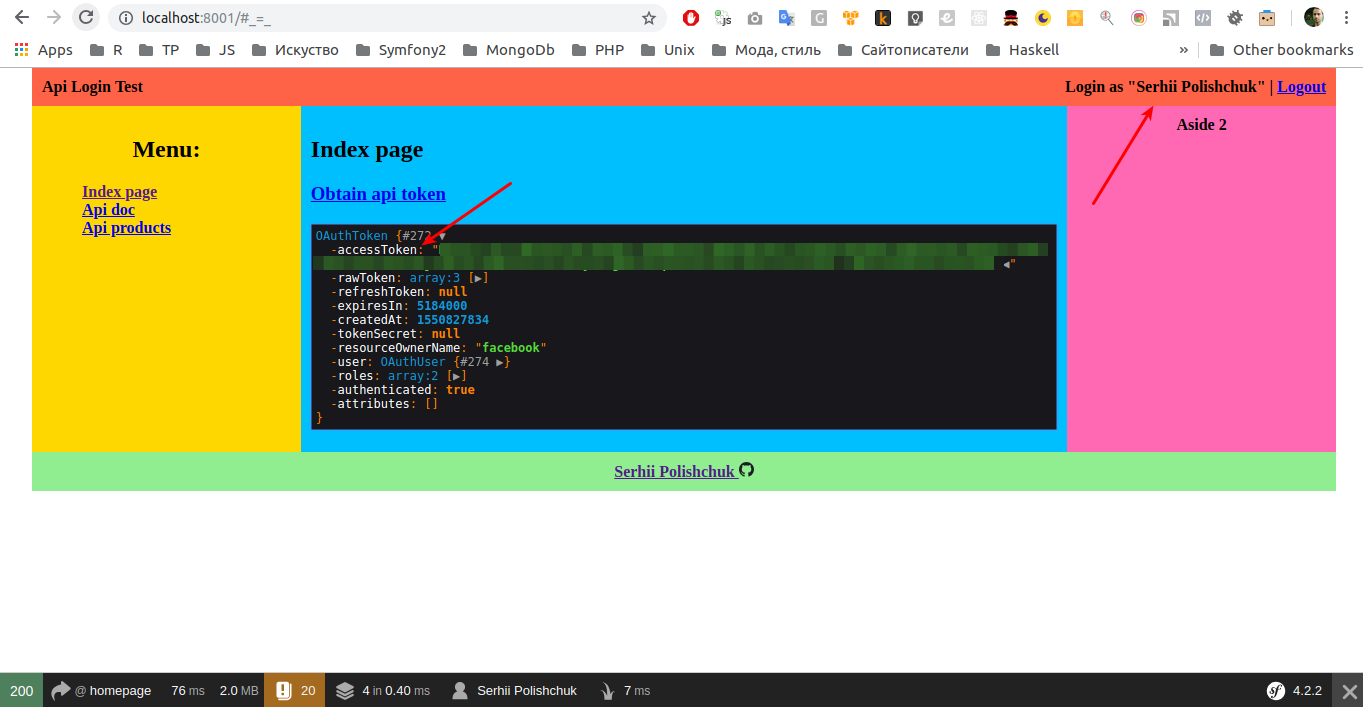 localhost:8001/#_=_
Apps R TP JS Искуство Symfony2 MongoDb PHP Unix Мода, стиль Сайтописатели Haskell » Other bookmarks
Api Login Test Login as "Serhii Polishchuk" | Logout
Menu:
Index page
Api doc
Api products
Index page
Obtain api token
OAuthToken {#272 ▼
-accessToken: "
◀"
-rawToken: array:3 [▶]
-refreshToken: null
-expiresIn: 5184000
-createdAt: 1550827834
-tokenSecret: null
-resourceOwnerName: "facebook"
-user: OAuthUser {#274 ▶}
-roles: array:2 [▶]
-authenticated: true
-attributes: []
}
Aside 2
Serhii Polishchuk
200 @ homepage 76 ms 2.0 MB 20 4 in 0.40 ms Serhii Polishchuk 7 ms sf 4.2.2